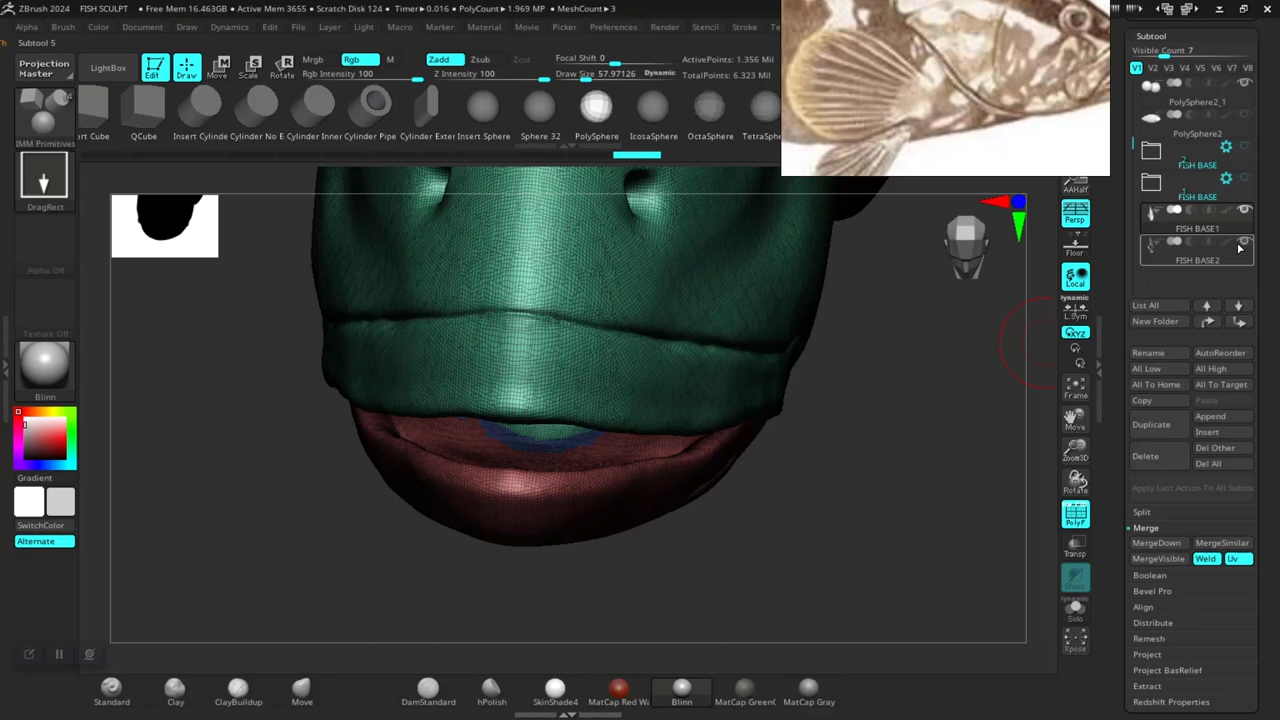 ZBrush 2024 FISH SCULPT • Free Mem 16.463GB • Active Mem 3655 • Scratch Disk 124 • Timer▸0.016 • PolyCount▸1.969 MP • MeshCount▸3
Alpha Brush Color Document Draw Dynamics Edit File Layer Light Macro Marker Material Movie Picker Preferences Render Stencil Stroke
Subtool 5
Projection Master
LightBox
Edit
Draw
Move
Scale
Rotate
Mrgb Rgb M
Rgb Intensity 100
Zadd Zsub Zcut
Z Intensity 100
Focal Shift 0
Draw Size 57.97126 Dynamic
ActivePoints: 1.356 Mil
TotalPoints: 6.323 mil
Insert Cube QCube Insert Cylinde Cylinder No E Cylinder Inner Cylinder Pipe Cylinder Exter Insert Sphere Sphere 32 PolySphere IcosaSphere OctaSphere TetraSphe
14
IMM Primitives
DragRect
Alpha Off
Texture Off
Blinn
Gradient
SwitchColor
Alternate
AAHalf
Persp
Floor
Local
Dynamic
L.Sym
XYZ
Frame
Move
Zoom3D
Rotate
PolyF
Transp
Ghost
Dynamic
Solo
Xpose
Subtool
Visible Count 7
V1 V2 V3 V4 V5 V6 V7 V8
PolySphere2_1
PolySphere2
2
FISH BASE
1
FISH BASE
FISH BASE1
FISH BASE2
List All
New Folder
Rename AutoReorder
All Low All High
All To Home All To Target
Copy Paste
Duplicate Append
Insert
Delete Del Other
Del All
Apply Last Action To All Subtoo
Split
Merge
MergeDown MergeSimilar
MergeVisible Weld Uv
Boolean
Bevel Pro
Align
Distribute
Remesh
Project
Project BasRelief
Extract
Redshift Properties
Standard Clay ClayBuildup Move DamStandard hPolish SkinShade4 MatCap Red Wa Blinn MatCap GreenC MatCap Gray